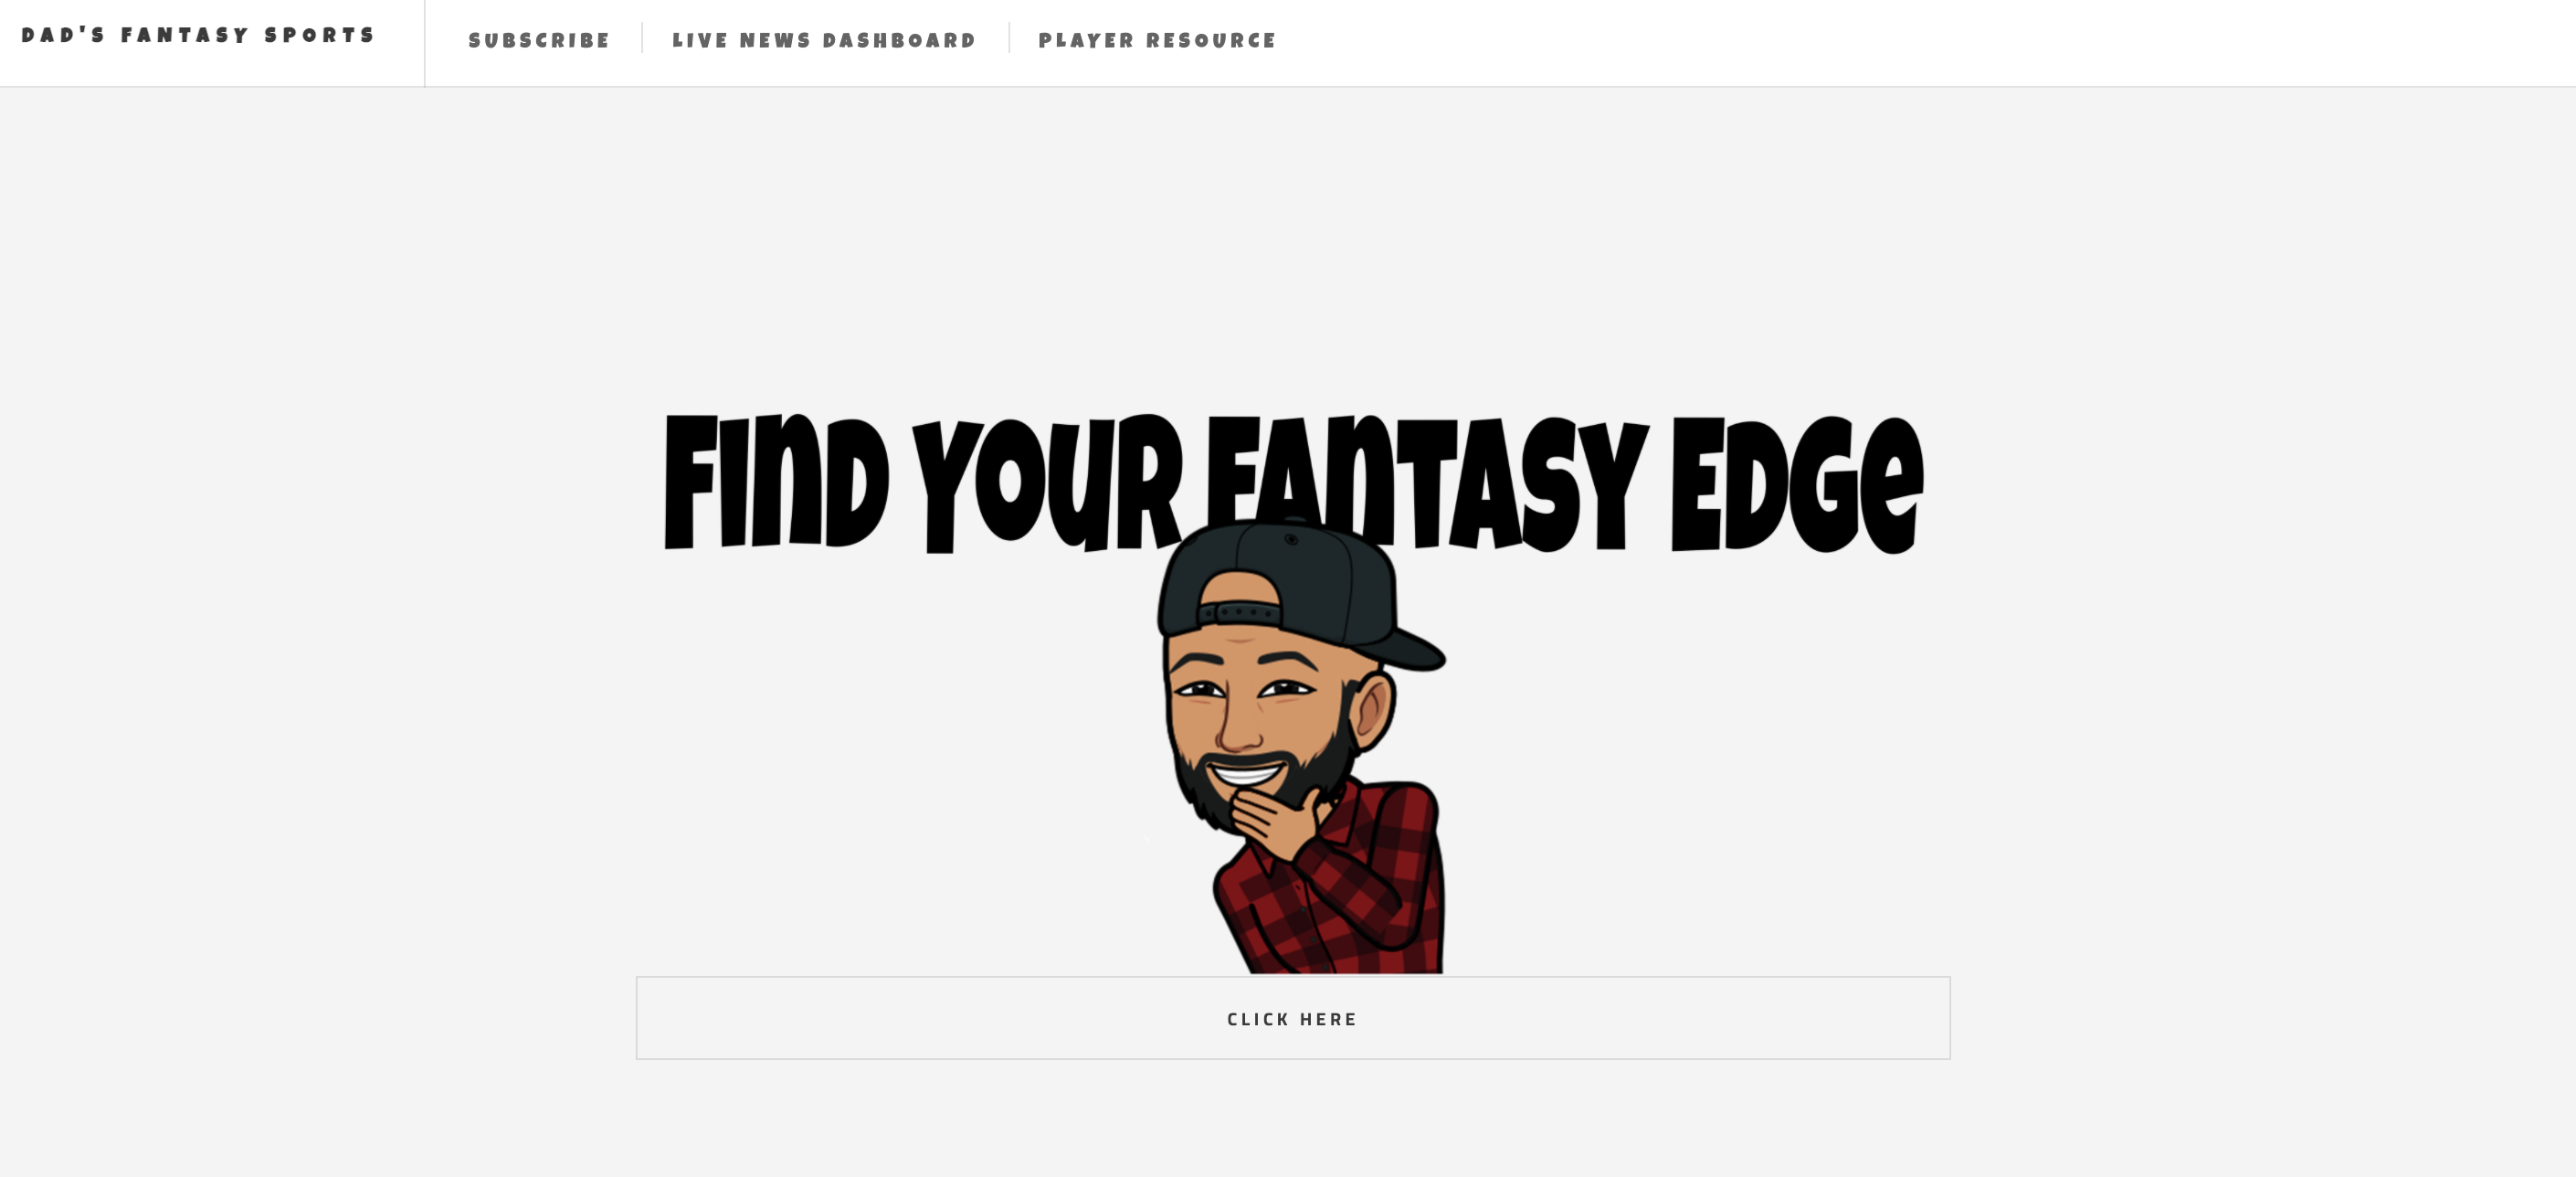 DAD'S FANTASY SPORTS
SUBSCRIBE
LIVE NEWS DASHBOARD
PLAYER RESOURCE
FIND YOUR FANTASY EDGe
CLICK HERE